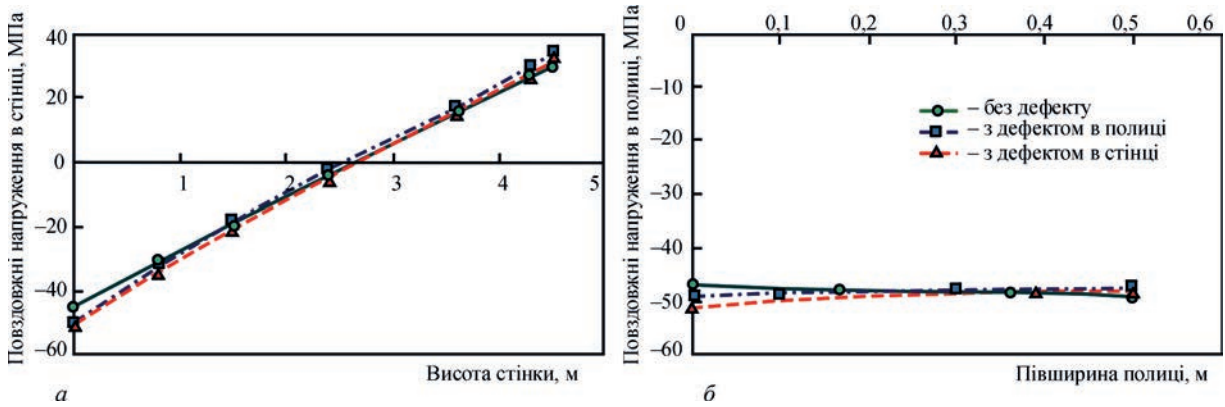 Повздовжні напруження в стінці, МПа
40
20
0
–20
–40
–60
1
2
3
4
5
Висота стінки, м
а
Повздовжні напруження в полиці, МПа
0
0,1
0,2
0,3
0,4
0,5
0,6
–10
–20
–30
–40
–50
–60
– без дефекту
– з дефектом в полиці
– з дефектом в стінці
Півширина полиці, м
б